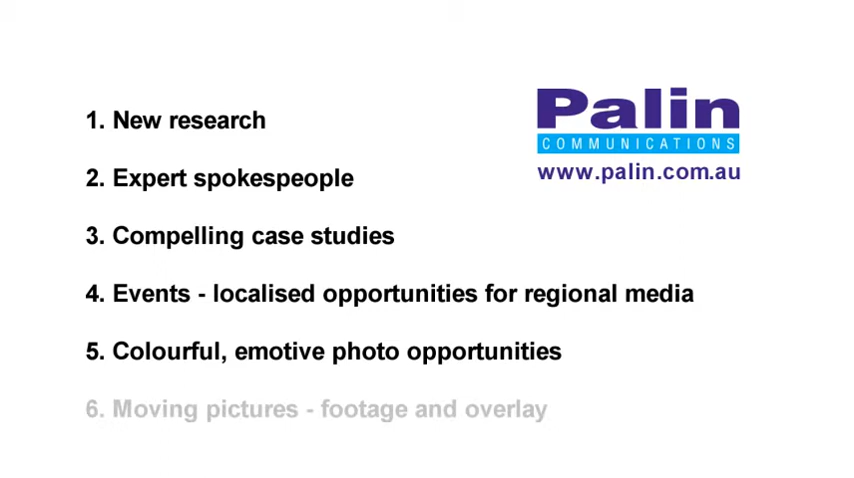 Palin
COMMUNICATIONS
www.palin.com.au
1. New research
2. Expert spokespeople
3. Compelling case studies
4. Events - localised opportunities for regional media
5. Colourful, emotive photo opportunities
6. Moving pictures - footage and overlay